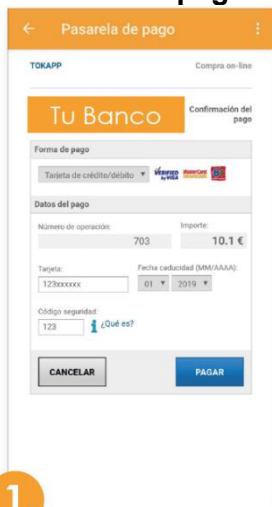 Pasarela de pago
TOKAPP
Compra on-line
Tu Banco
Confirmación del
pago
Forma de pago
Tarjeta de crédito/débito
VERIFIED
by VISA
MasterCard
Datos del pago
Número de operación:
Importe:
703
10.1 €
Tarjeta:
Fecha caducidad (MM/AAAA):
123xxxxxx
01
2019
Código seguridad:
123
¿Qué es?
CANCELAR
PAGAR
1